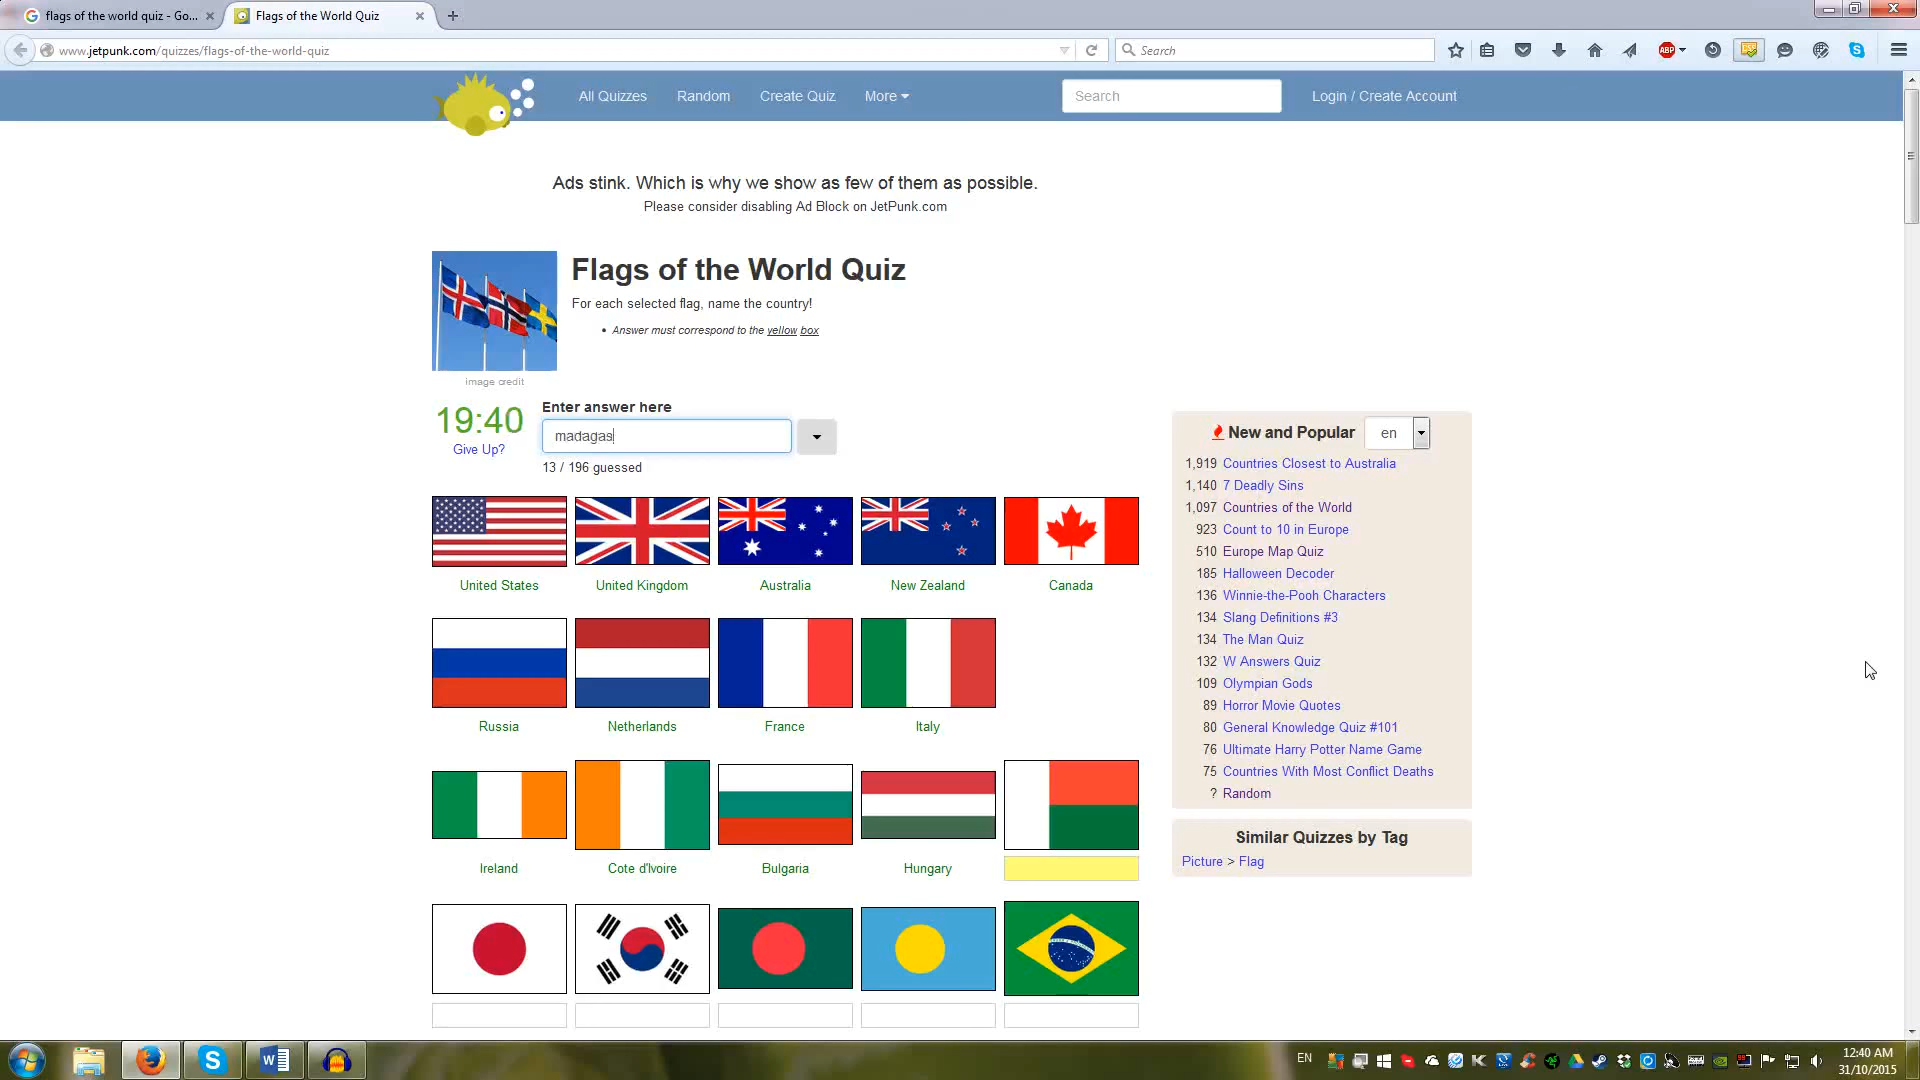 flags of the world quiz - Go...
Flags of the World Quiz
www.jetpunk.com/quizzes/flags-of-the-world-quiz
Search
ABP
All Quizzes
Random
Create Quiz
More
Search
Login / Create Account
Ads stink. Which is why we show as few of them as possible.
Please consider disabling Ad Block on JetPunk.com
Flags of the World Quiz
For each selected flag, name the country!
• Answer must correspond to the yellow box
image credit
19:40
Give Up?
Enter answer here
madagas
13 / 196 guessed
United States
United Kingdom
Australia
New Zealand
Canada
Russia
Netherlands
France
Italy
Ireland
Cote d'Ivoire
Bulgaria
Hungary
New and Popular
en
1,919 Countries Closest to Australia
1,140 7 Deadly Sins
1,097 Countries of the World
923 Count to 10 in Europe
510 Europe Map Quiz
185 Halloween Decoder
136 Winnie-the-Pooh Characters
134 Slang Definitions #3
134 The Man Quiz
132 W Answers Quiz
109 Olympian Gods
89 Horror Movie Quotes
80 General Knowledge Quiz #101
76 Ultimate Harry Potter Name Game
75 Countries With Most Conflict Deaths
? Random
Similar Quizzes by Tag
Picture > Flag
EN
12:40 AM
31/10/2015